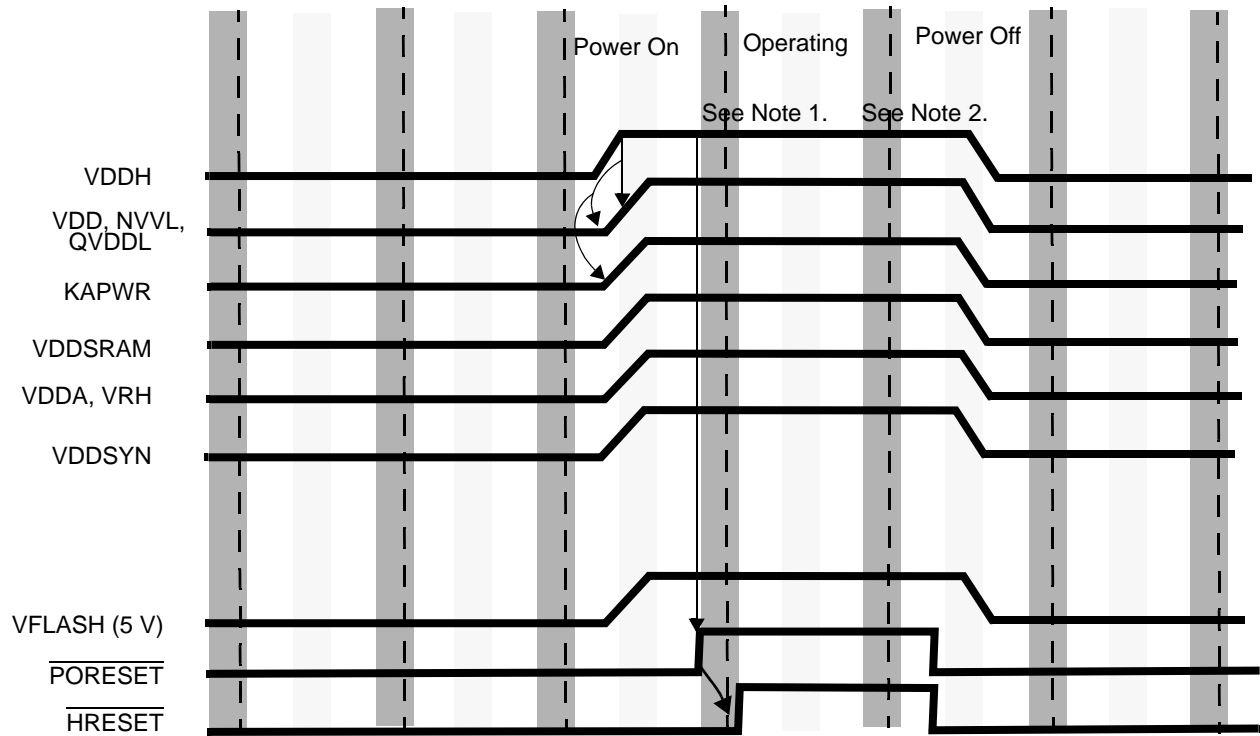 Power On
Operating
Power Off
See Note 1.
See Note 2.
VDDH
VDD, NVVL,
QVDDL
KAPWR
VDDSRAM
VDDA, VRH
VDDSYN
VFLASH (5 V)
PORESET
HRESET